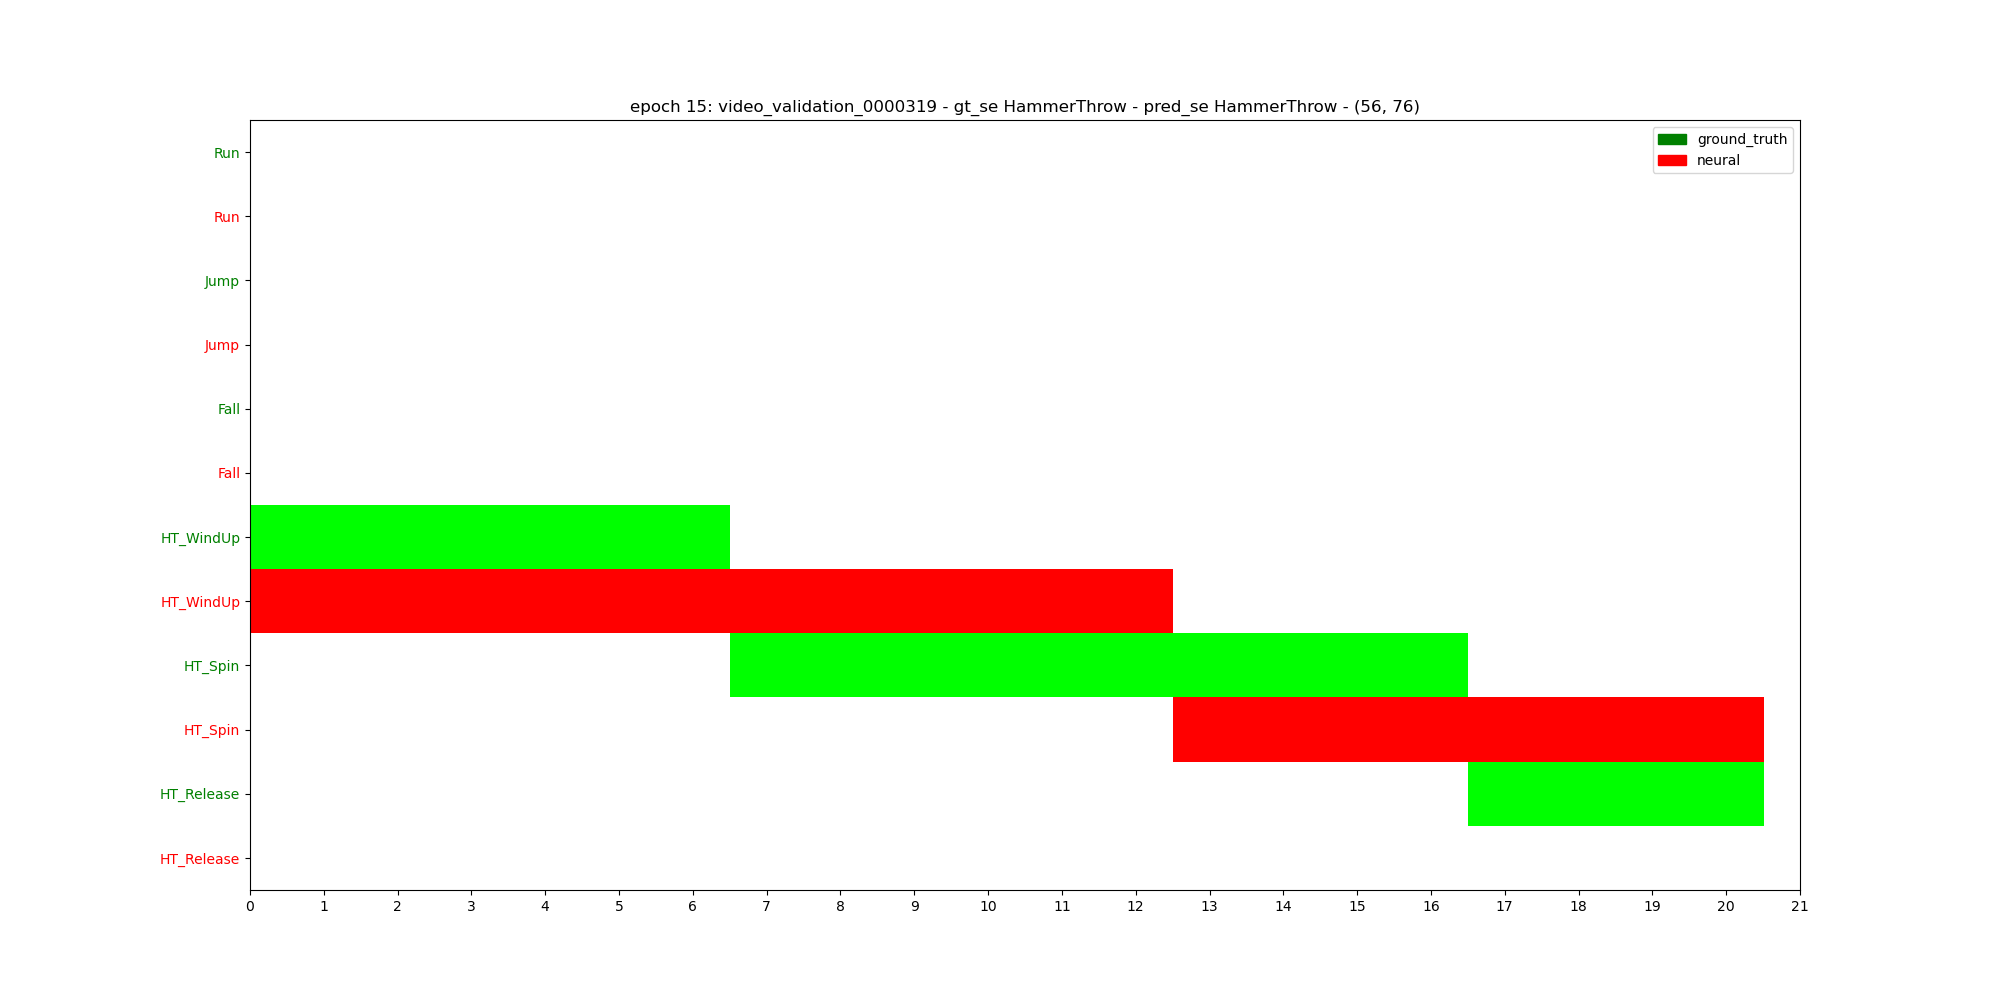 epoch 15: video_validation_0000319 - gt_se HammerThrow - pred_se HammerThrow - (56, 76)
ground_truth
neural
Run
Run
Jump
Jump
Fall
Fall
HT_WindUp
HT_WindUp
HT_Spin
HT_Spin
HT_Release
HT_Release
0 1 2 3 4 5 6 7 8 9 10 11 12 13 14 15 16 17 18 19 20 21